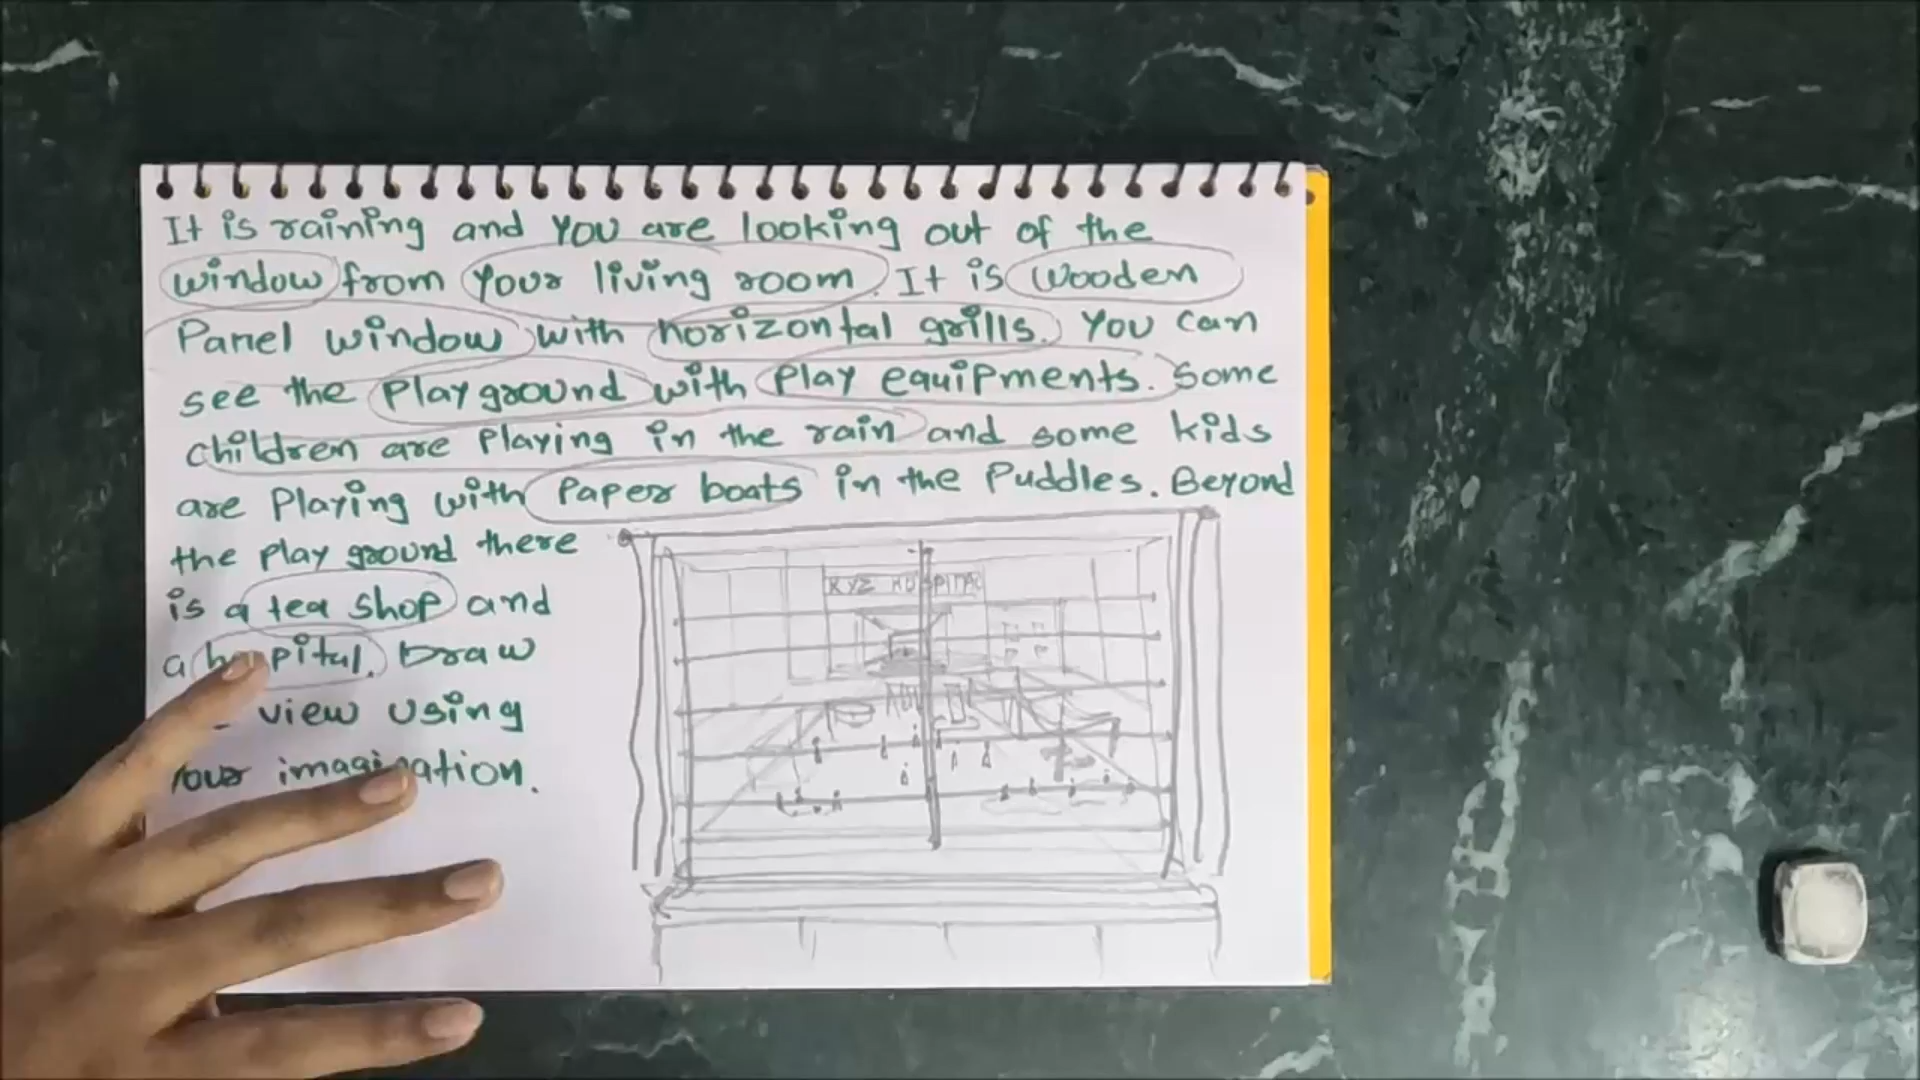 It is raining and you are looking out of the
window from your living room. It is wooden
Panel window with horizontal grills. You can
see the Playground with Play equipments. Some
children are Playing in the rain and some kids
are Playing with Paper boats in the Puddles. Beyond
the Play ground there
is a tea shop and
a hospital. Draw
view using
your imagination.
XYZ HOSPITAL